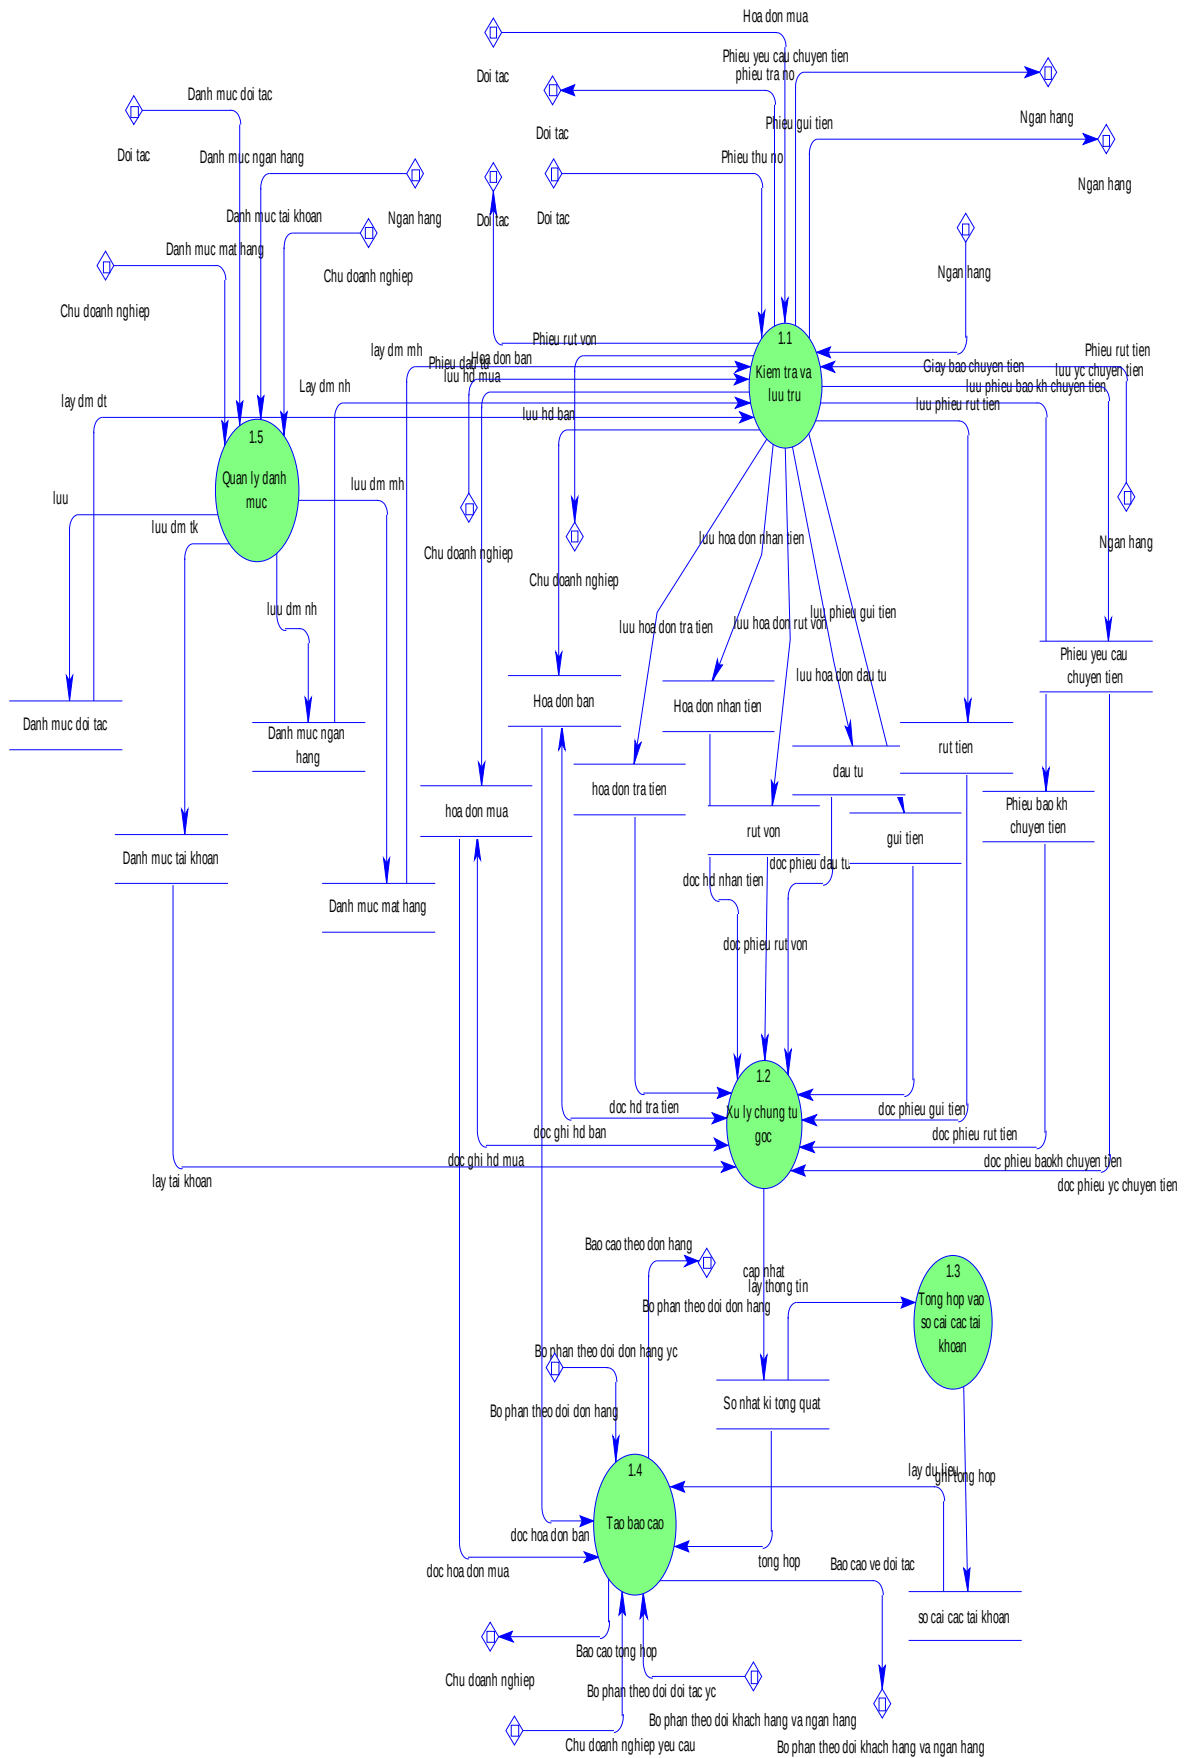 Hoa don mua
Phieu yeu cau chuyen tien
phieu tra no
Doi tac
Danh muc doi tac
Ngan hang
Phieu gui tien
Doi tac
Doi tac
Danh muc ngan hang
Phieu thu no
Ngan hang
Danh muc tai khoan
Ngan hang
Doi tac
Doi tac
Danh muc mat hang
Chu doanh nghiep
Ngan hang
Chu doanh nghiep
1.1
Phieu rut von
lay dm mh
Hoa don ban
Phieu dau tu
luu hd mua
Kiem tra va
luu tru
Giay bao chuyen tien
Phieu rut tien
luu yc chuyen tien
luu phieu bao kh chuyen tien
luu phieu rut tien
Lay dm nh
lay dm dt
luu hd ban
1.5
Quan ly danh
muc
luu dm mh
luu
luu dm tk
Chu doanh nghiep
luu hoa don nhan tien
Ngan hang
Chu doanh nghiep
luu dm nh
luu hoa don tra tien
luu hoa don rut von
luu phieu gui tien
luu hoa don dau tu
Phieu yeu cau
chuyen tien
Hoa don ban
Hoa don nhan tien
Danh muc doi tac
Danh muc ngan
hang
rut tien
dau tu
hoa don tra tien
hoa don mua
Phieu bao kh
chuyen tien
rut von
gui tien
Danh muc tai khoan
doc phieu dau tu
doc hd nhan tien
Danh muc mat hang
doc phieu rut von
1.2
Xu ly chung tu
goc
doc hd tra tien
doc phieu gui tien
doc ghi hd ban
doc phieu rut tien
doc ghi hd mua
doc phieu baokh chuyen tien
lay tai khoan
doc phieu yc chuyen tien
Bao cao theo don hang
cap nhat
lay thong tin
1.3
Tong hop vao
so cai cac tai
khoan
Bo phan theo doi don hang
Bo phan theo doi don hang yc
So nhat ki tong quat
Bo phan theo doi don hang
1.4
Tao bao cao
lay du lieu
ghi tong hop
doc hoa don ban
tong hop
Bao cao ve doi tac
doc hoa don mua
so cai cac tai khoan
Bao cao tong hop
Chu doanh nghiep
Bo phan theo doi doi tac yc
Bo phan theo doi khach hang va ngan hang
Chu doanh nghiep yeu cau
Bo phan theo doi khach hang va ngan hang